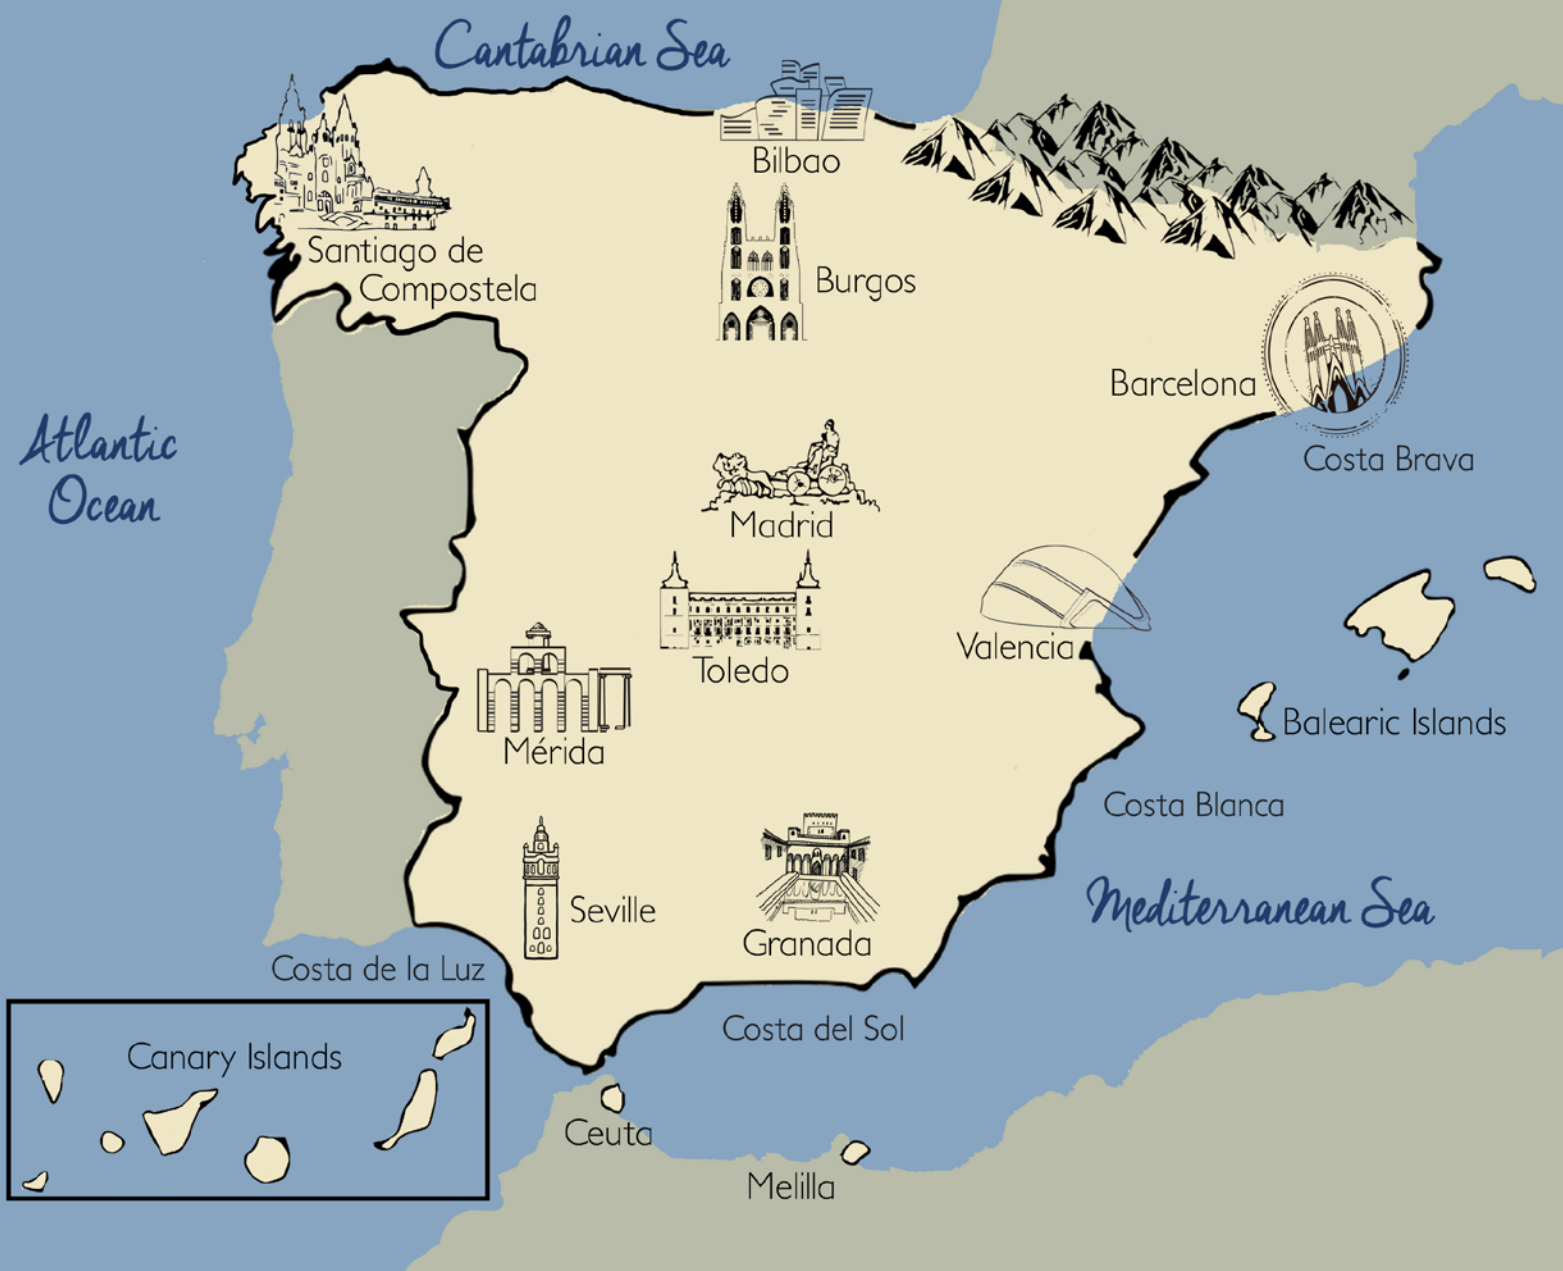 Cantabrian Sea
Bilbao
Santiago de
Compostela
Burgos
Barcelona
Atlantic
Ocean
Costa Brava
Madrid
Valencia
Toledo
Balearic Islands
Mérida
Costa Blanca
Mediterranean Sea
Seville
Granada
Costa de la Luz
Costa del Sol
Canary Islands
Ceuta
Melilla